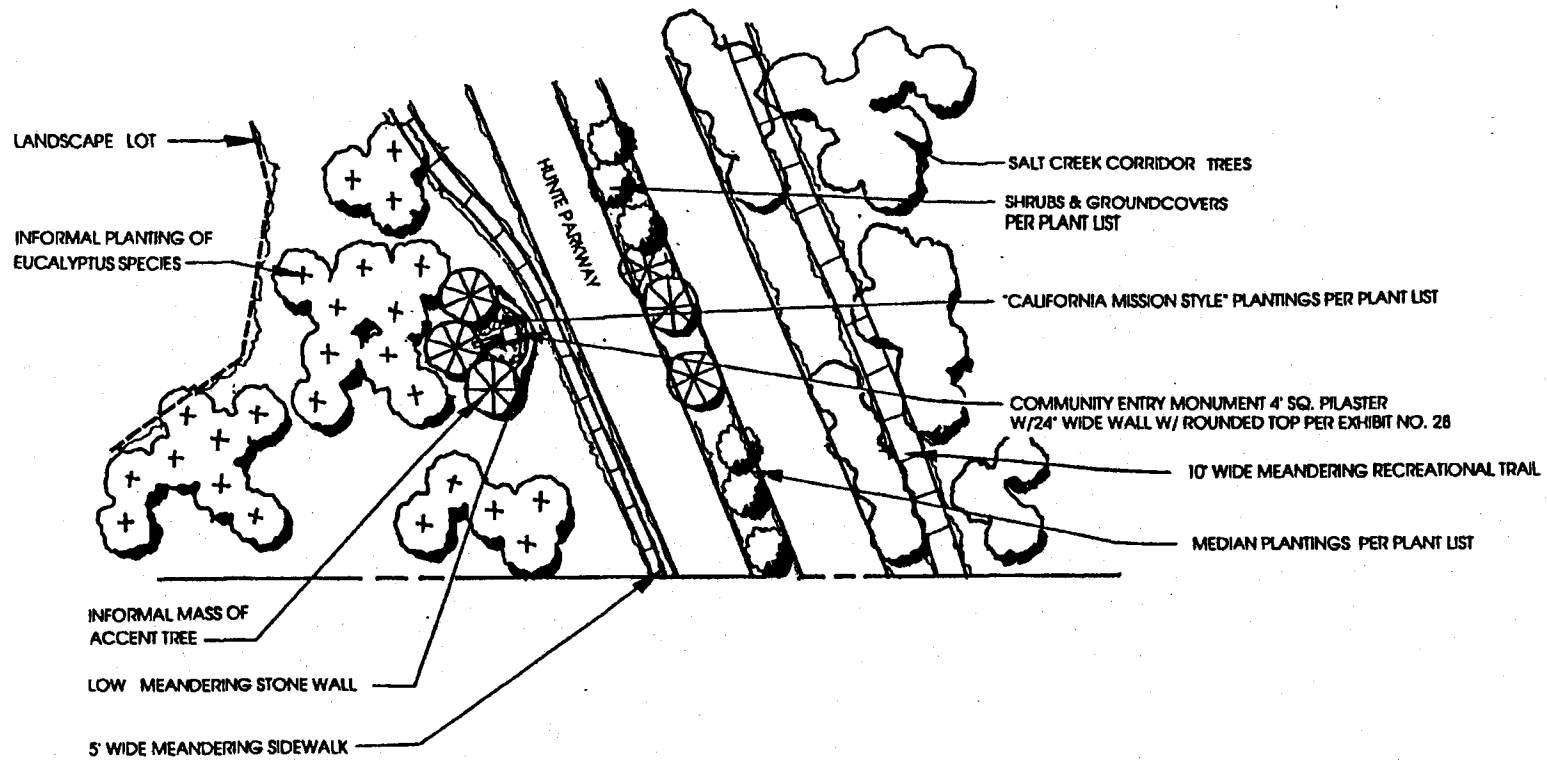 LANDSCAPE LOT
INFORMAL PLANTING OF
EUCALYPTUS SPECIES
HUNTE PARKWAY
SALT CREEK CORRIDOR TREES
SHRUBS & GROUNDCOVERS
PER PLANT LIST
"CALIFORNIA MISSION STYLE" PLANTINGS PER PLANT LIST
COMMUNITY ENTRY MONUMENT 4' SQ. PILASTER
W/24" WIDE WALL W/ ROUNDED TOP PER EXHIBIT NO. 28
10' WIDE MEANDERING RECREATIONAL TRAIL
MEDIAN PLANTINGS PER PLANT LIST
INFORMAL MASS OF
ACCENT TREE
LOW MEANDERING STONE WALL
5' WIDE MEANDERING SIDEWALK